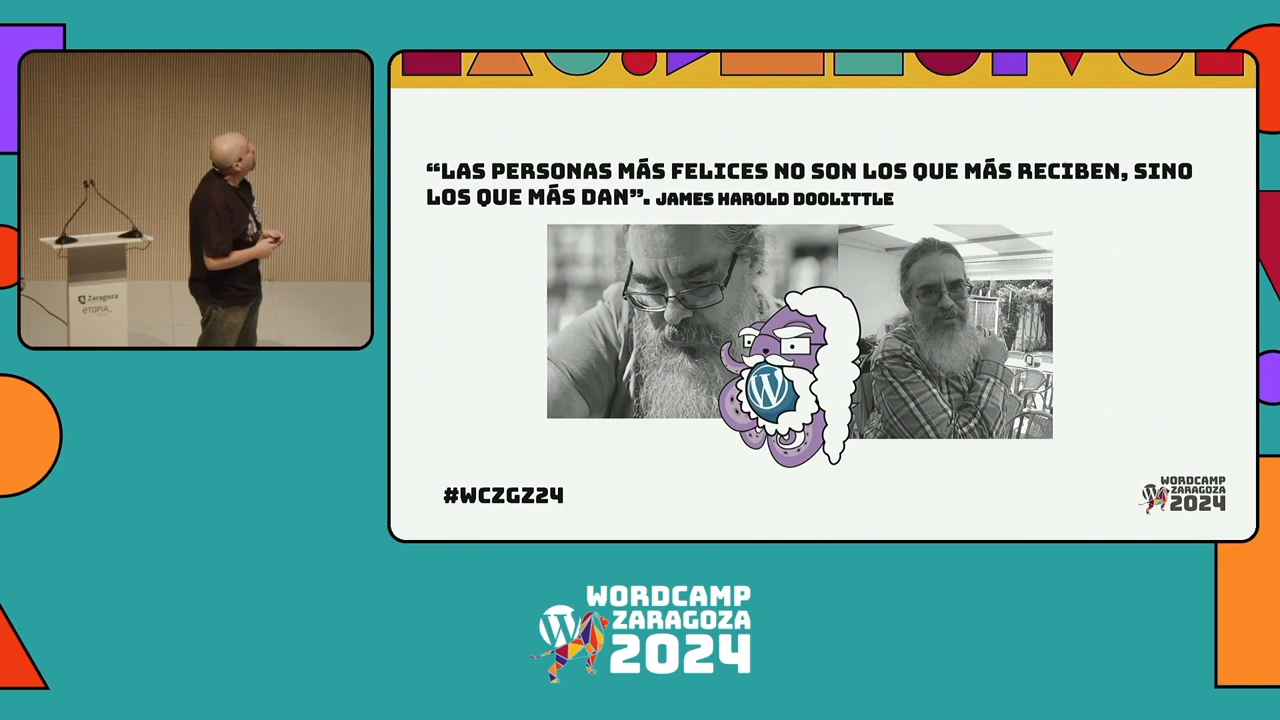 “LAS PERSONAS MÁS FELICES NO SON LOS QUE MÁS RECIBEN, SINO
LOS QUE MÁS DAN”. JAMES HAROLD DOOLITTLE
Zaragoza
etopia_
#WCZGZ24
WORDCAMP
ZARAGOZA
2024
WORDCAMP
ZARAGOZA
2024